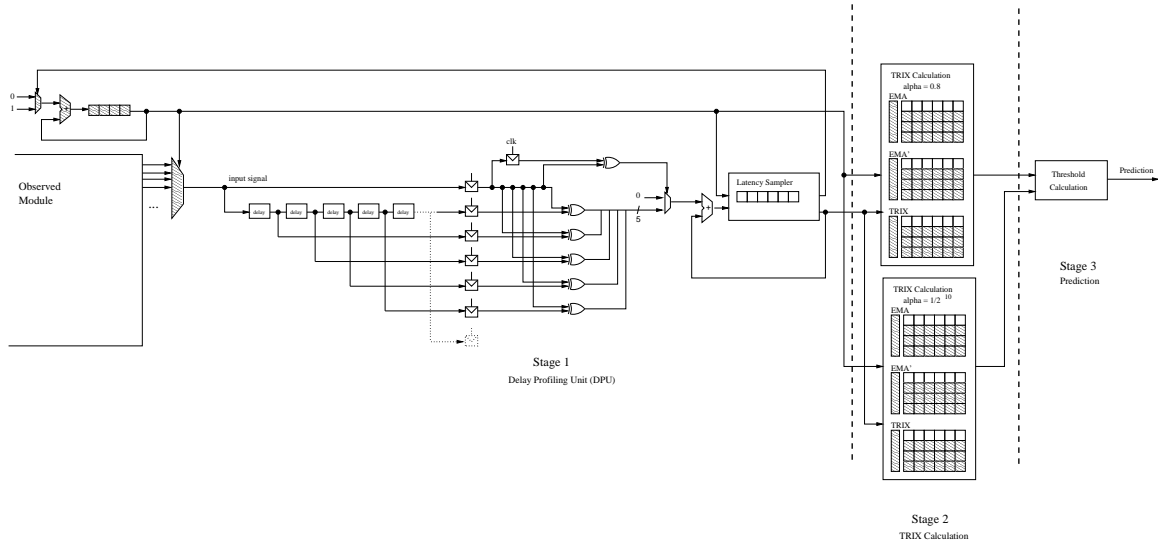 0
1
+
Observed
Module
...
input signal
delay
delay
delay
delay
delay
clk
0
5
+
Latency Sampler
Stage 1
Delay Profiling Unit (DPU)
TRIX Calculation
alpha = 0.8
EMA
EMA'
TRIX
TRIX Calculation
alpha = 1/2 10
EMA
EMA'
TRIX
Stage 2
TRIX Calculation
Threshold
Calculation
Prediction
Stage 3
Prediction